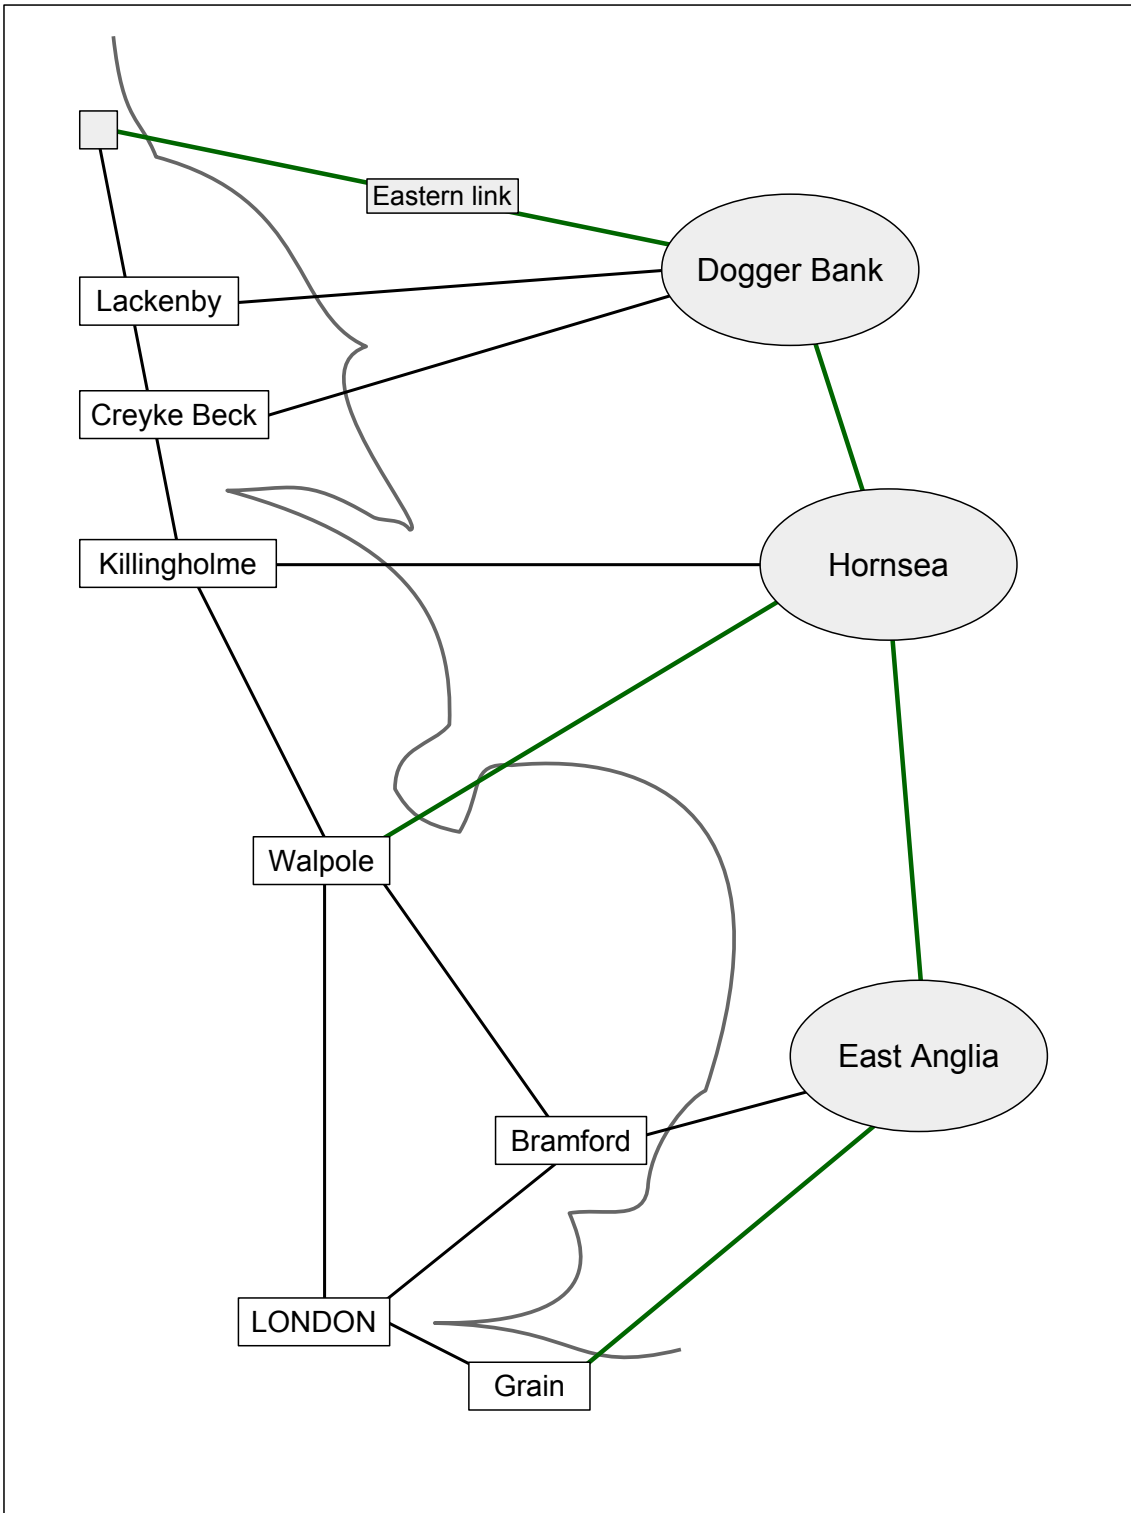 Eastern link
Dogger Bank
Lackenby
Creyke Beck
Killingholme
Hornsea
Walpole
East Anglia
Bramford
LONDON
Grain